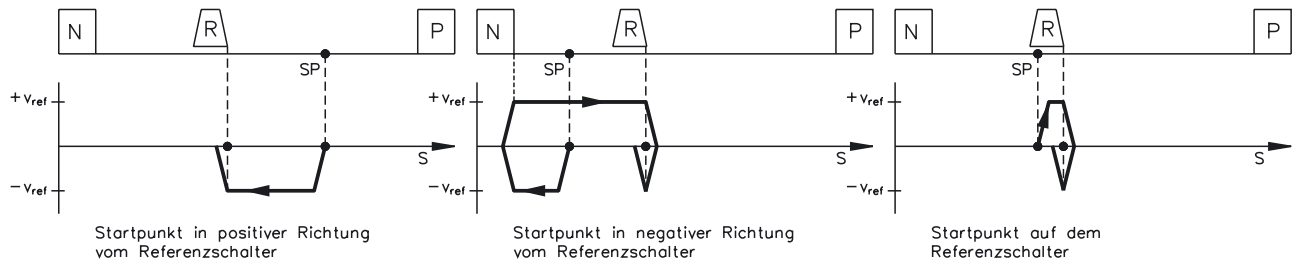 N R P
SP
+ vref
S
− vref
Startpunkt in positiver Richtung
vom Referenzschalter
N R P
SP
+ vref
S
− vref
Startpunkt in negativer Richtung
vom Referenzschalter
N R P
SP
+ vref
S
− vref
Startpunkt auf dem
Referenzschalter